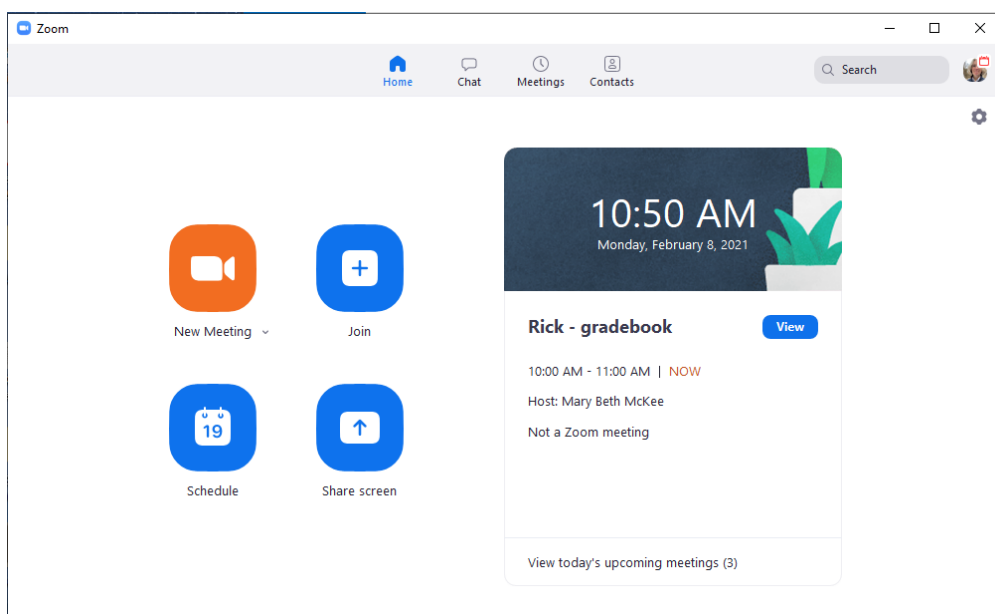 Zoom
Home
Chat
Meetings
Contacts
Search
10:50 AM
Monday, February 8, 2021
New Meeting
Join
Rick - gradebook
View
10:00 AM - 11:00 AM | NOW
Host: Mary Beth McKee
Not a Zoom meeting
19
Schedule
Share screen
View today's upcoming meetings (3)